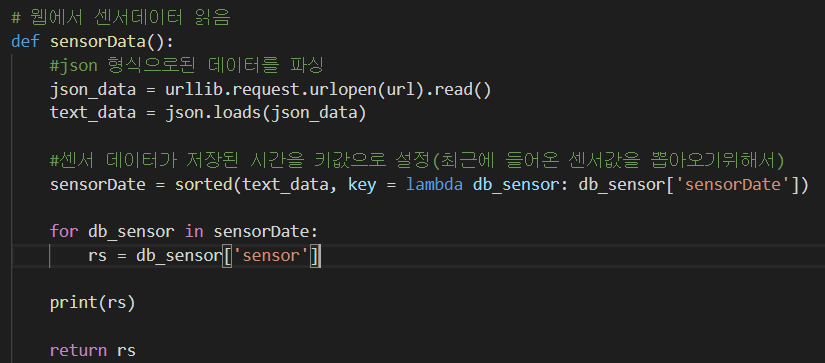 # 웹에서 센서데이터 읽음
def sensorData():
#json 형식으로된 데이터를 파싱
json_data = urllib.request.urlopen(url).read()
text_data = json.loads(json_data)
#센서 데이터가 저장된 시간을 키값으로 설정(최근에 들어온 센서값을 뽑아오기위해서)
sensorDate = sorted(text_data, key = lambda db_sensor: db_sensor['sensorDate'])
for db_sensor in sensorDate:
rs = db_sensor['sensor']
print(rs)
return rs